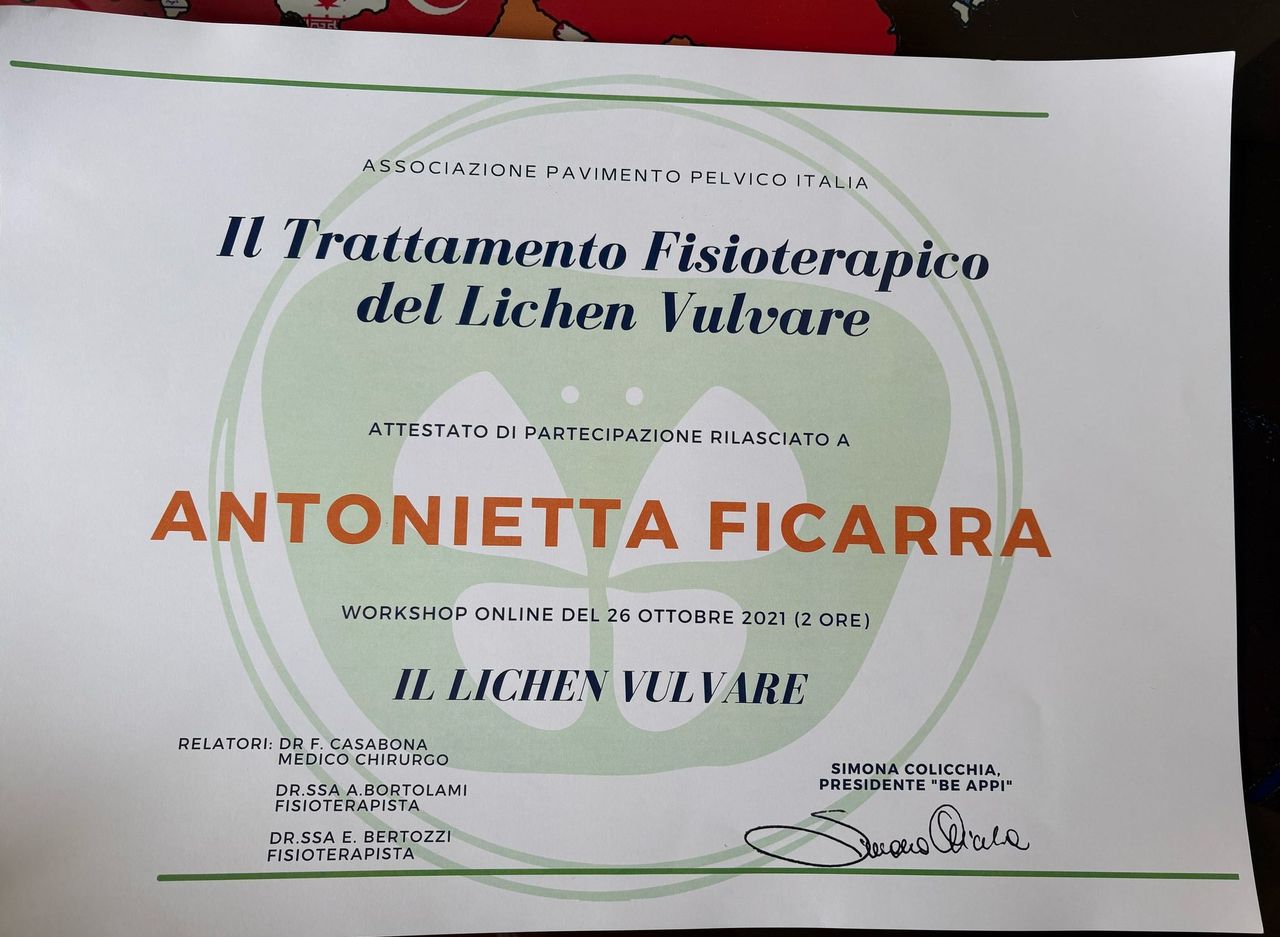 ASSOCIAZIONE PAVIMENTO PELVICO ITALIA
Il Trattamento Fisioterapico
del Lichen Vulvare
ATTESTATO DI PARTECIPAZIONE RILASCIATO A
ANTONIETTA FICARRA
WORKSHOP ONLINE DEL 26 OTTOBRE 2021 (2 ORE)
IL LICHEN VULVARE
RELATORI: DR F. CASABONA
MEDICO CHIRURGO
DR.SSA A.BORTOLAMI
FISIOTERAPISTA
DR.SSA E. BERTOZZI
FISIOTERAPISTA
SIMONA COLICCHIA,
PRESIDENTE "BE APPI"
Simona Colicchia